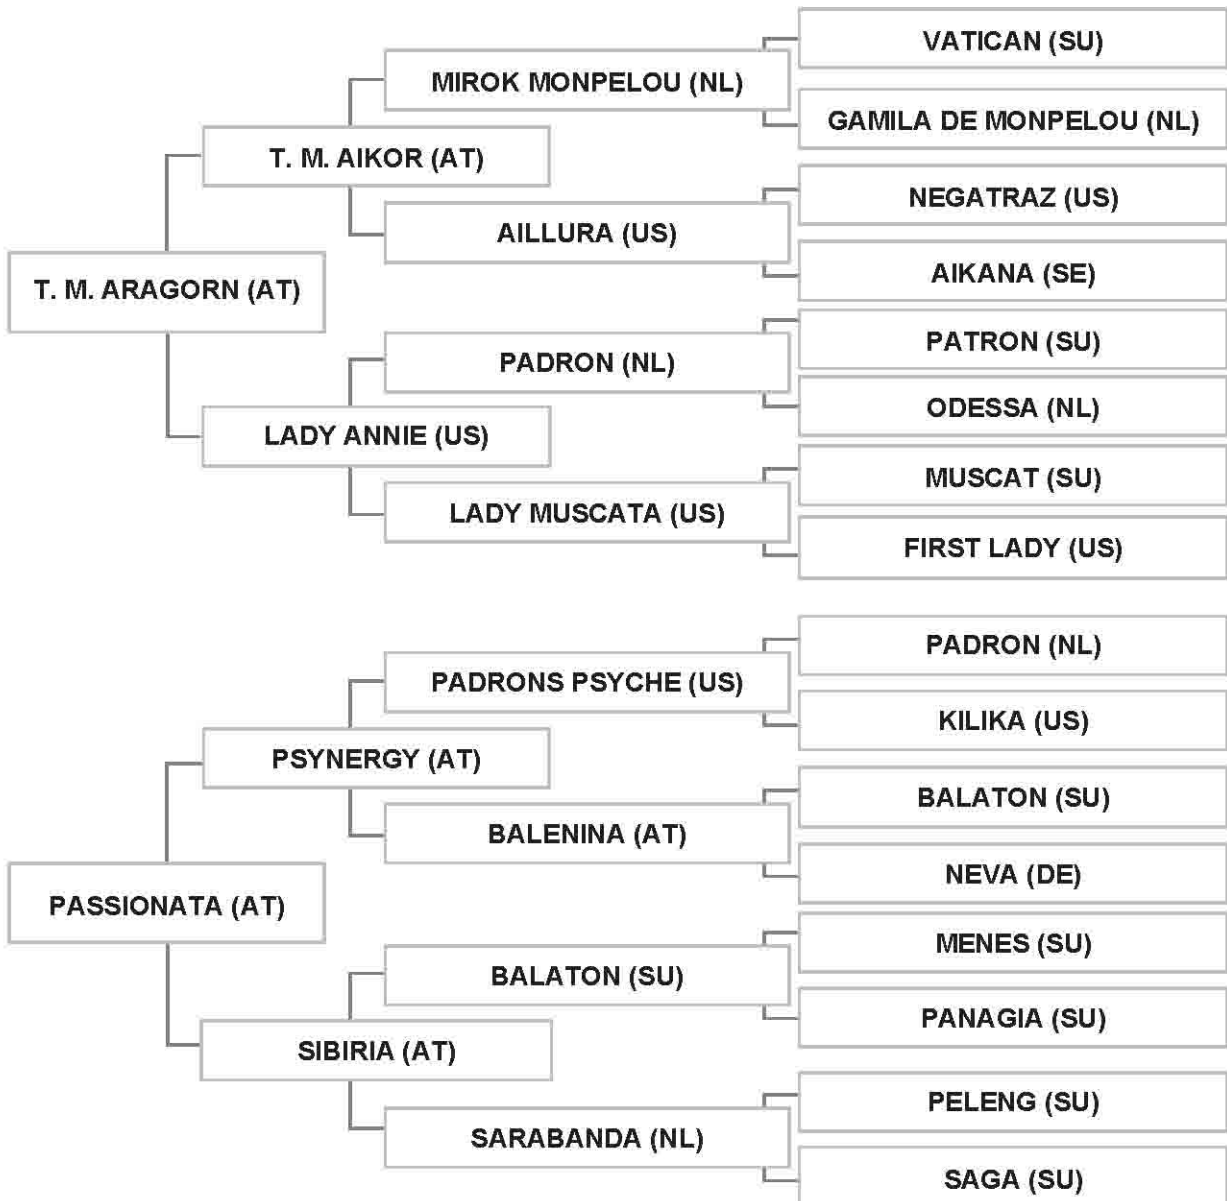 VATICAN (SU)
MIROK MONPELOU (NL)
GAMILA DE MONPELOU (NL)
T. M. AIKOR (AT)
NEGATRAZ (US)
AILLURA (US)
AIKANA (SE)
T. M. ARAGORN (AT)
PATRON (SU)
PADRON (NL)
ODESSA (NL)
LADY ANNIE (US)
MUSCAT (SU)
LADY MUSCATA (US)
FIRST LADY (US)
PADRON (NL)
PADRONS PSYCHE (US)
KILIKA (US)
PSYNERGY (AT)
BALATON (SU)
BALENINA (AT)
NEVA (DE)
PASSIONATA (AT)
MENES (SU)
BALATON (SU)
PANAGIA (SU)
SIBIRIA (AT)
PELENG (SU)
SARABANDA (NL)
SAGA (SU)